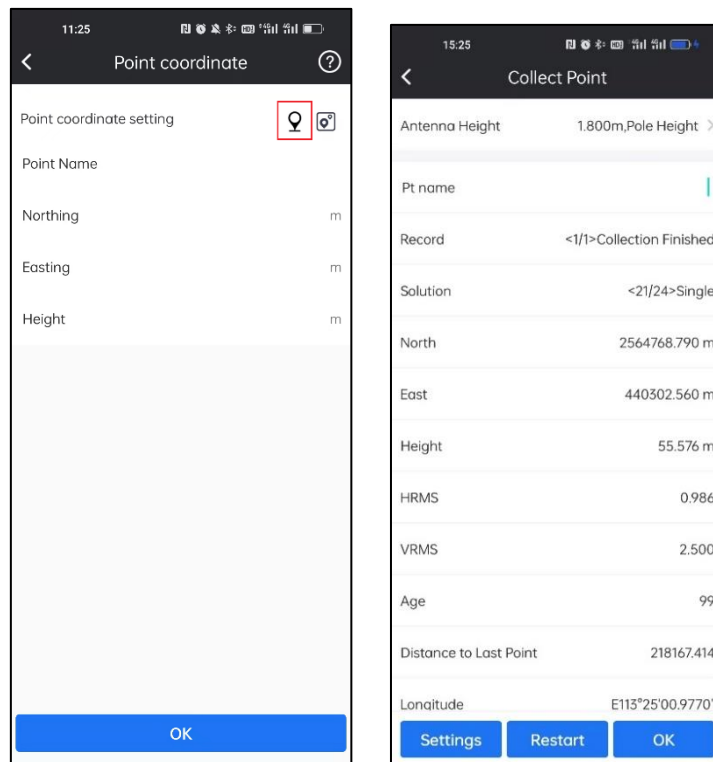 11:25
Point coordinate
Point coordinate setting
Point Name
Northing m
Easting m
Height m
OK
15:25
Collect Point
Antenna Height 1.800m,Pole Height
Pt name
Record <1/1>Collection Finished
Solution <21/24>Single
North 2564768.790 m
East 440302.560 m
Height 55.576 m
HRMS 0.986
VRMS 2.500
Age 99
Distance to Last Point 218167.414
Longitude E113°25'00.9770"
Settings Restart OK